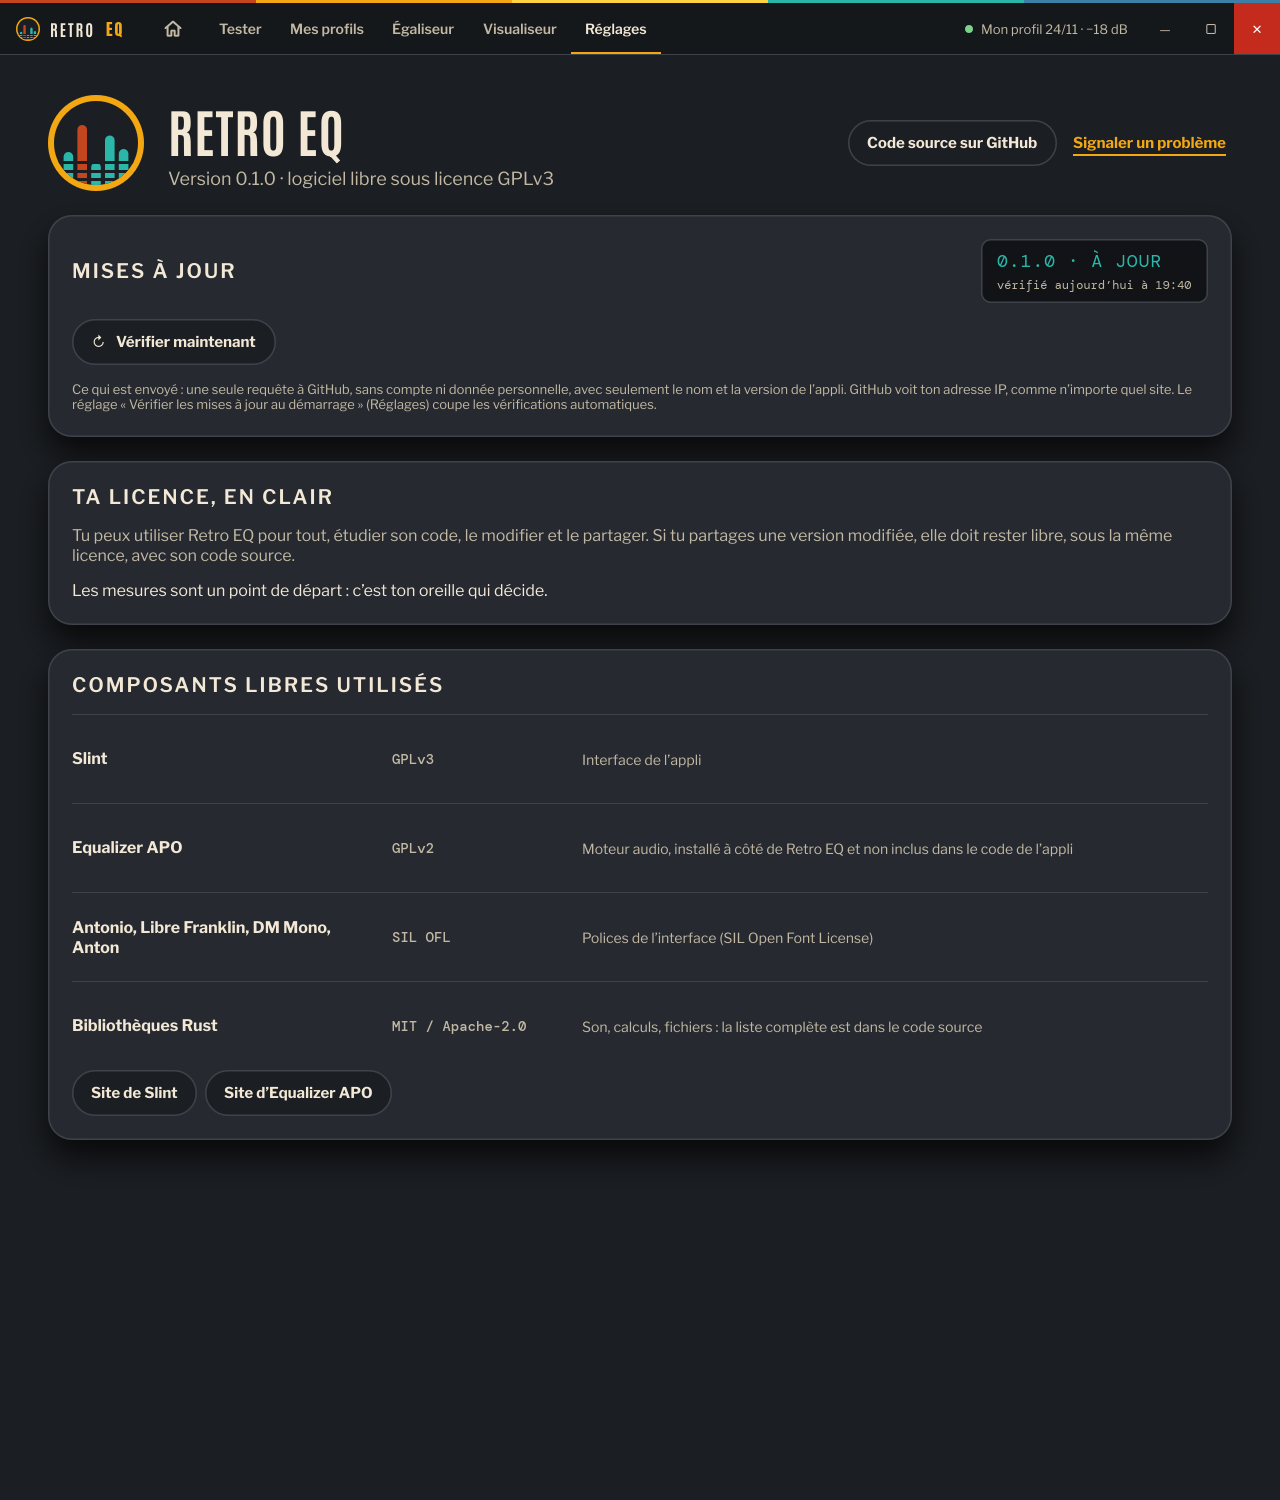 RETRO EQ
Tester
Mes profils
Égaliseur
Visualiseur
Réglages
Mon profil 24/11 · −18 dB
RETRO EQ
Version 0.1.0 · logiciel libre sous licence GPLv3
Code source sur GitHub
Signaler un problème
MISES À JOUR
0.1.0 · À JOUR
vérifié aujourd’hui à 19:40
Vérifier maintenant
Ce qui est envoyé : une seule requête à GitHub, sans compte ni donnée personnelle, avec seulement le nom et la version de l’appli. GitHub voit ton adresse IP, comme n’importe quel site. Le
réglage « Vérifier les mises à jour au démarrage » (Réglages) coupe les vérifications automatiques.
TA LICENCE, EN CLAIR
Tu peux utiliser Retro EQ pour tout, étudier son code, le modifier et le partager. Si tu partages une version modifiée, elle doit rester libre, sous la même
licence, avec son code source.
Les mesures sont un point de départ : c’est ton oreille qui décide.
COMPOSANTS LIBRES UTILISÉS
Slint
GPLv3
Interface de l’appli
Equalizer APO
GPLv2
Moteur audio, installé à côté de Retro EQ et non inclus dans le code de l’appli
Antonio, Libre Franklin, DM Mono,
Anton
SIL OFL
Polices de l’interface (SIL Open Font License)
Bibliothèques Rust
MIT / Apache-2.0
Son, calculs, fichiers : la liste complète est dans le code source
Site de Slint
Site d’Equalizer APO